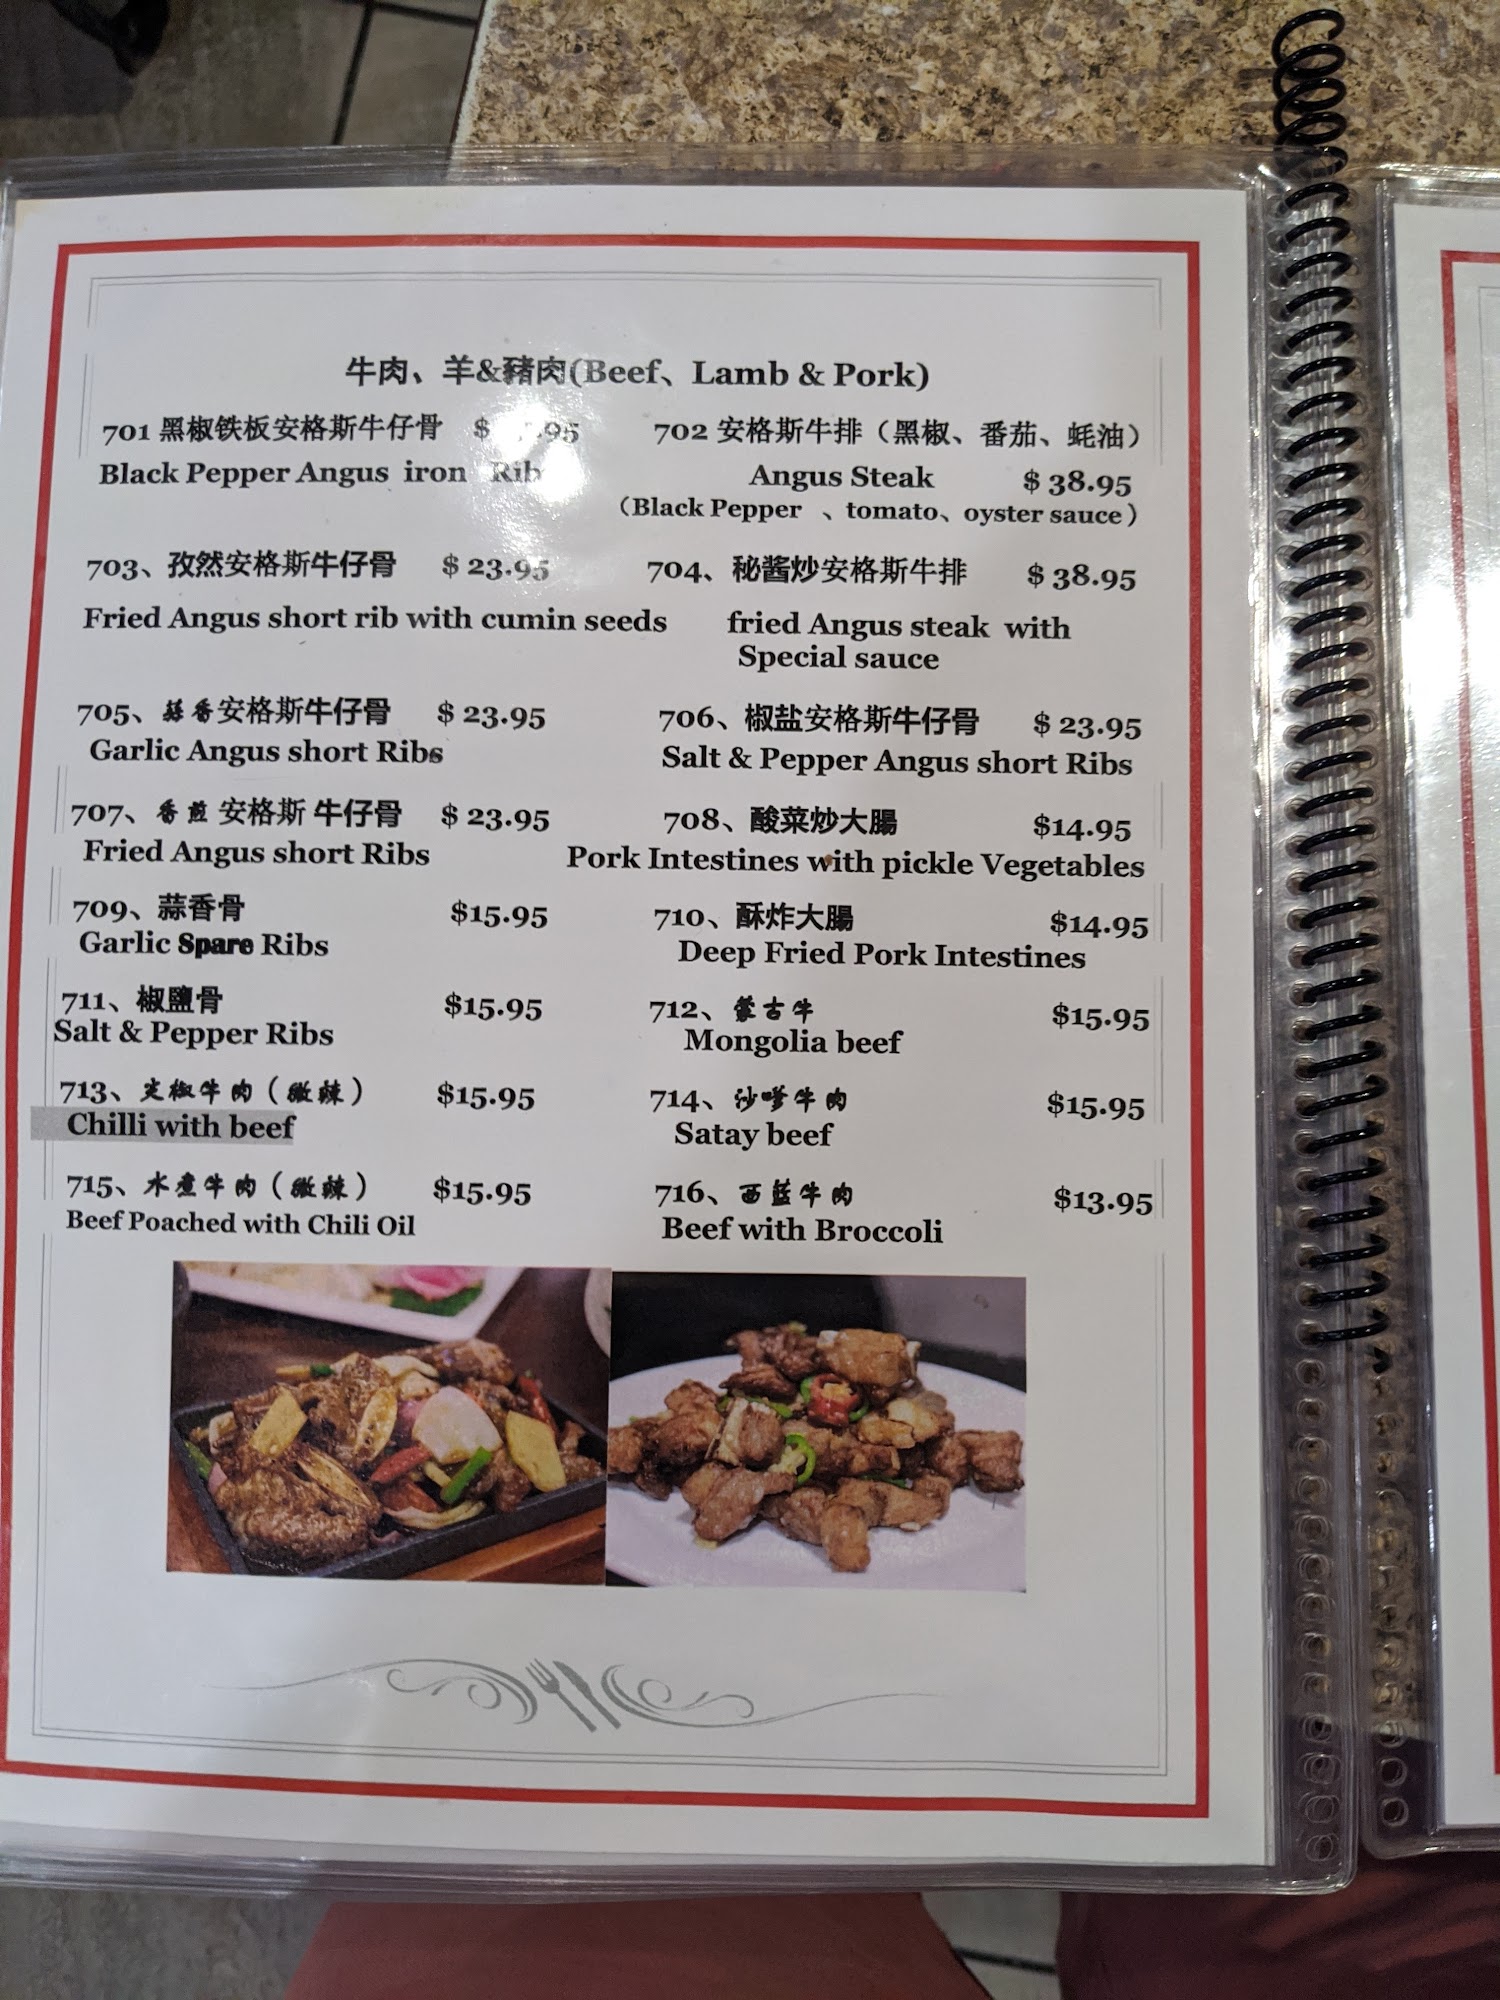 牛肉、羊&豬肉(Beef、Lamb & Pork)
701 黑椒铁板安格斯牛仔骨 $ .95
Black Pepper Angus iron Rib
702 安格斯牛排（黑椒、番茄、蚝油）
Angus Steak $ 38.95
（Black Pepper 、tomato、oyster sauce）
703、孜然安格斯牛仔骨 $ 23.95
Fried Angus short rib with cumin seeds
704、秘酱炒安格斯牛排 $ 38.95
fried Angus steak with
Special sauce
705、蒜香安格斯牛仔骨 $ 23.95
Garlic Angus short Ribs
706、椒盐安格斯牛仔骨 $ 23.95
Salt & Pepper Angus short Ribs
707、香煎 安格斯 牛仔骨 $ 23.95
Fried Angus short Ribs
708、酸菜炒大腸 $14.95
Pork Intestines with pickle Vegetables
709、蒜香骨 $15.95
Garlic Spare Ribs
710、酥炸大腸 $14.95
Deep Fried Pork Intestines
711、椒鹽骨 $15.95
Salt & Pepper Ribs
712、蒙古牛 $15.95
Mongolia beef
713、尖椒牛肉（微辣） $15.95
Chilli with beef
714、沙嗲牛肉 $15.95
Satay beef
715、水煮牛肉（微辣） $15.95
Beef Poached with Chili Oil
716、西蓝牛肉 $13.95
Beef with Broccoli